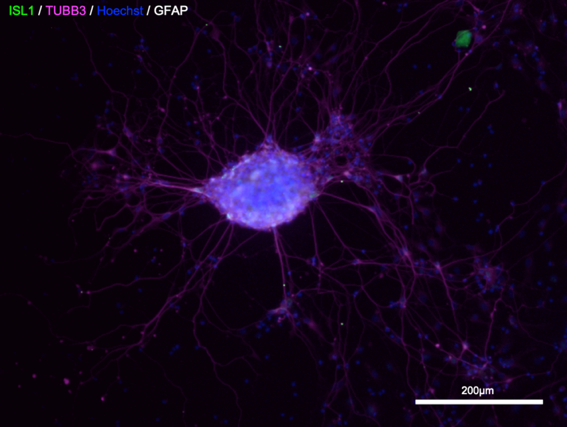 ISL1 / TUBB3 / Hoechst / GFAP
200μm